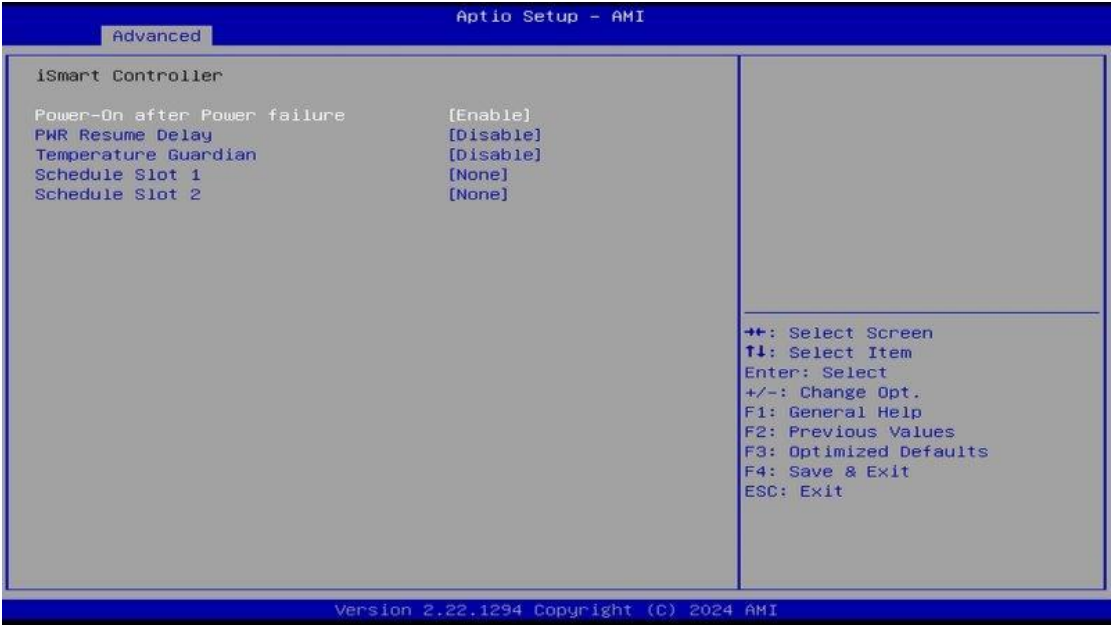 Aptio Setup - AMI
Advanced
iSmart Controller
Power-On after Power failure [Enable]
PWR Resume Delay [Disable]
Temperature Guardian [Disable]
Schedule Slot 1 [None]
Schedule Slot 2 [None]
→←: Select Screen
↑↓: Select Item
Enter: Select
+/-: Change Opt.
F1: General Help
F2: Previous Values
F3: Optimized Defaults
F4: Save & Exit
ESC: Exit
Version 2.22.1294 Copyright (C) 2024 AMI